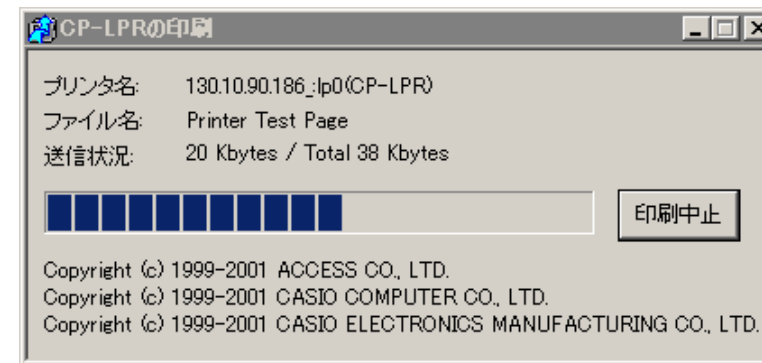 CP-LPRの印刷
プリンタ名: 130.10.90.186_:lp0(CP-LPR)
ファイル名: Printer Test Page
送信状況: 20 Kbytes / Total 38 Kbytes
印刷中止
Copyright (c) 1999-2001 ACCESS CO., LTD.
Copyright (c) 1999-2001 CASIO COMPUTER CO., LTD.
Copyright (c) 1999-2001 CASIO ELECTRONICS MANUFACTURING CO., LTD.